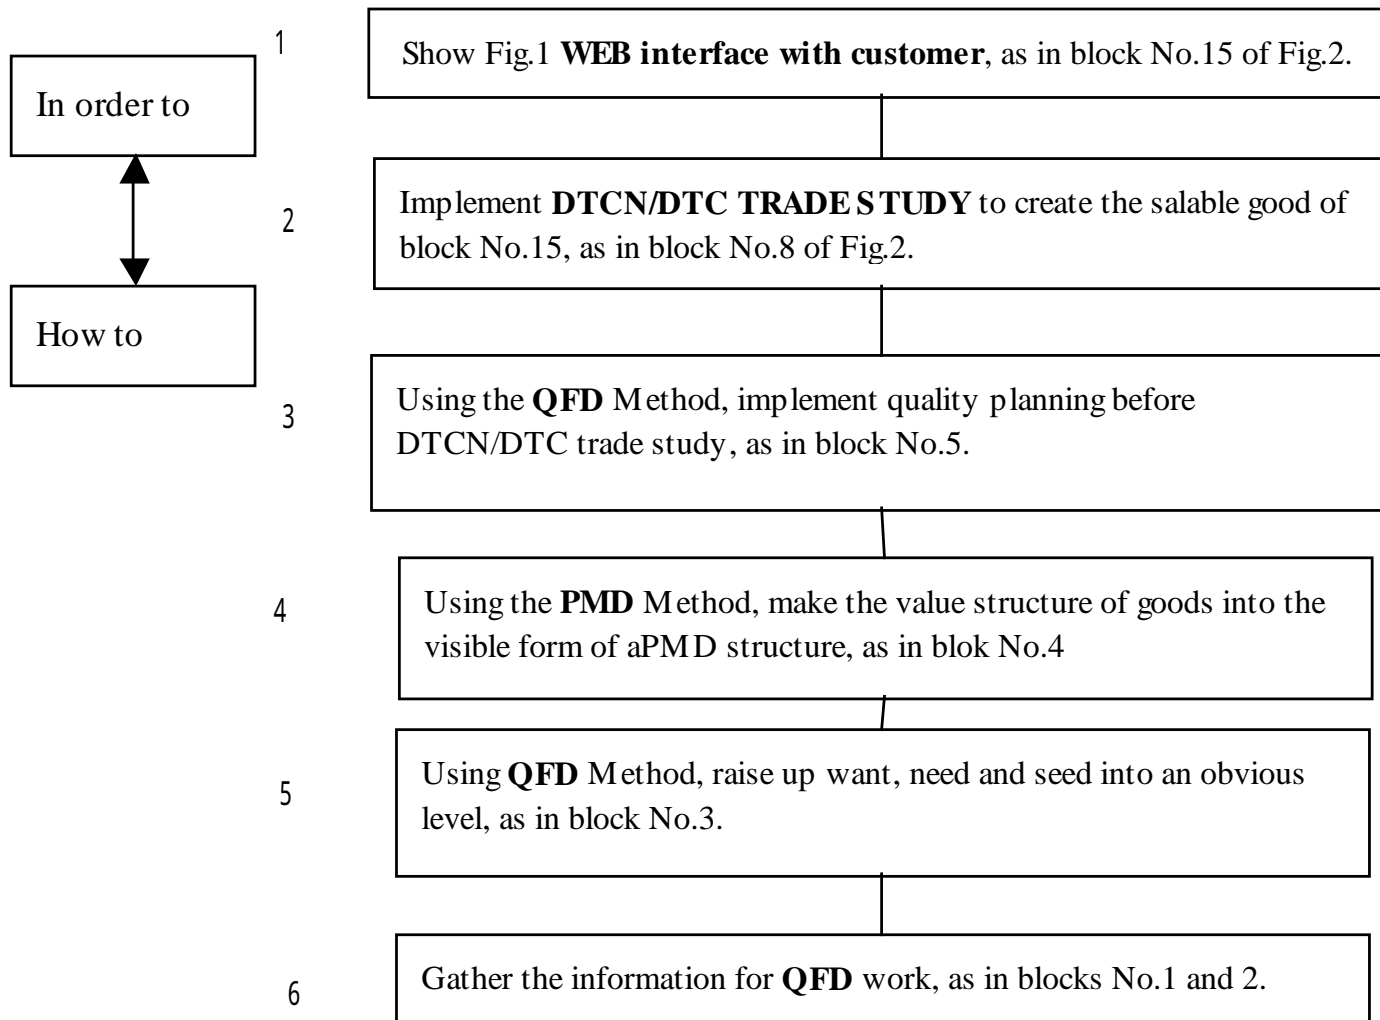 1
Show Fig.1 WEB interface with customer, as in block No.15 of Fig.2.
In order to
2
Implement DTCN/DTC TRADE STUDY to create the salable good of
block No.15, as in block No.8 of Fig.2.
How to
3
Using the QFD Method, implement quality planning before
DTCN/DTC trade study, as in block No.5.
4
Using the PMD Method, make the value structure of goods into the
visible form of aPMD structure, as in blok No.4
5
Using QFD Method, raise up want, need and seed into an obvious
level, as in block No.3.
6
Gather the information for QFD work, as in blocks No.1 and 2.